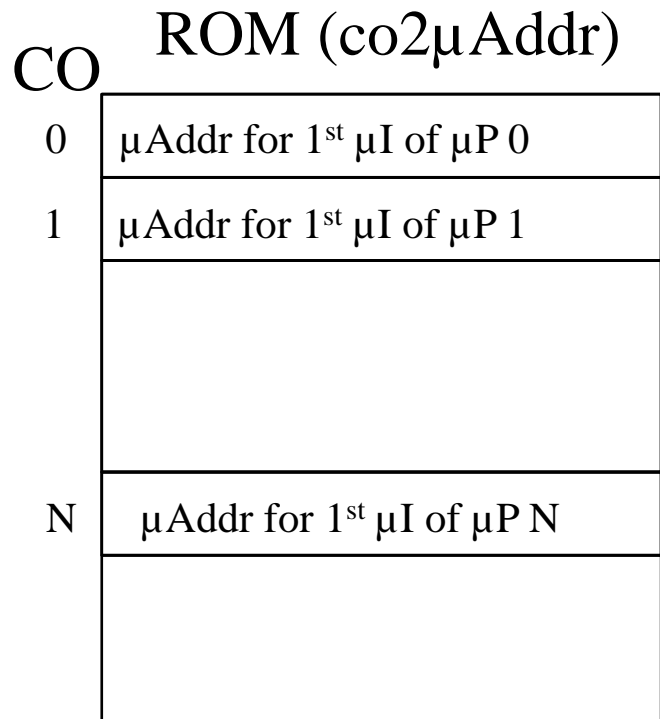 ROM (co2µAddr)
CO
0 µAddr for 1st µI of µP 0
1 µAddr for 1st µI of µP 1
N µAddr for 1st µI of µP N